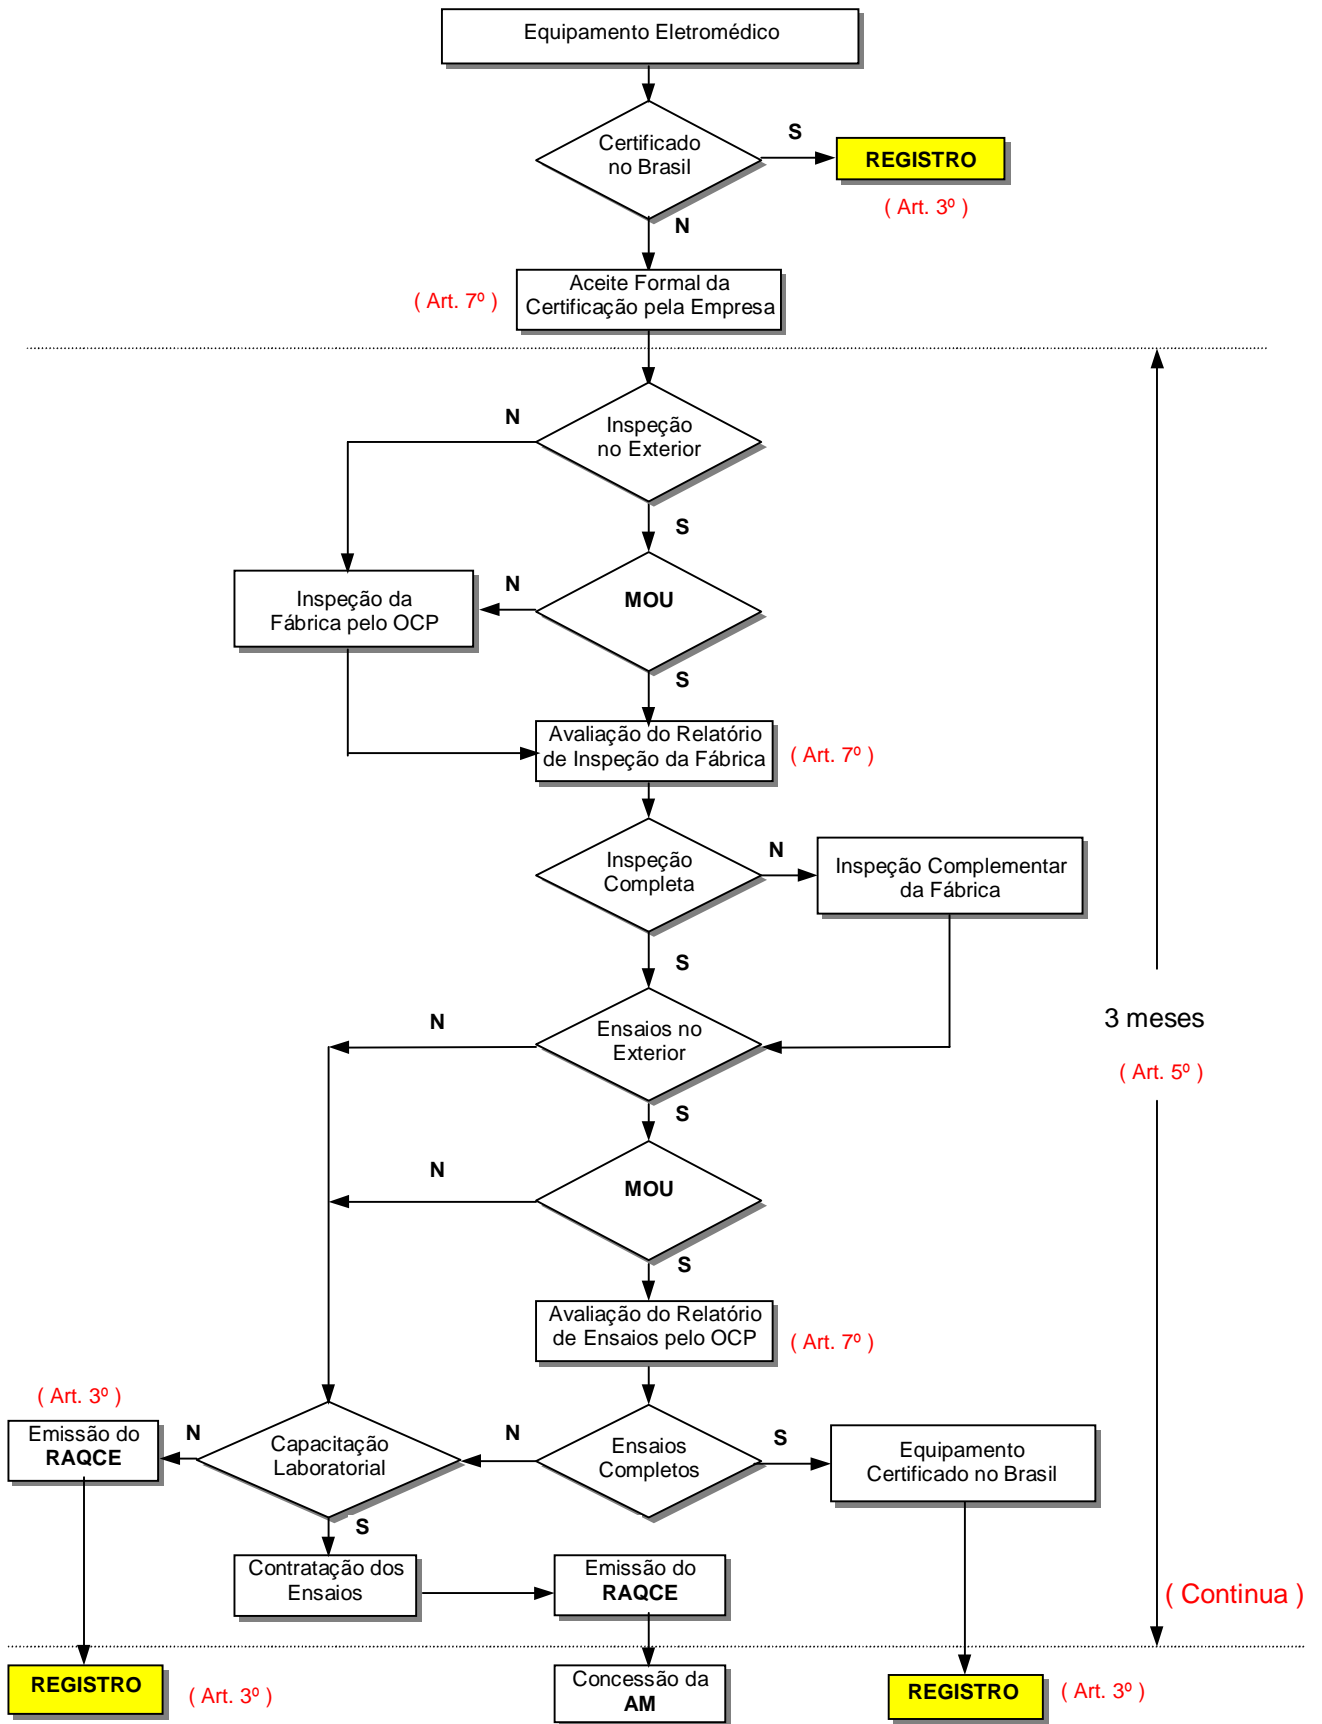 Equipamento Eletromédico
Certificado
no Brasil
S
REGISTRO
( Art. 3º )
N
Aceite Formal da
Certificação pela Empresa
( Art. 7º )
Inspeção
no Exterior
N
S
MOU
N
Inspeção da
Fábrica pelo OCP
S
Avaliação do Relatório
de Inspeção da Fábrica
( Art. 7º )
Inspeção
Completa
N
Inspeção Complementar
da Fábrica
S
Ensaios no
Exterior
N
3 meses
( Art. 5º )
S
MOU
N
S
Avaliação do Relatório
de Ensaios pelo OCP
( Art. 7º )
( Art. 3º )
Emissão do
RAQCE
N
Capacitação
Laboratorial
N
Ensaios
Completos
S
Equipamento
Certificado no Brasil
S
Contratação dos
Ensaios
Emissão do
RAQCE
( Continua )
REGISTRO
( Art. 3º )
Concessão da
AM
REGISTRO
( Art. 3º )